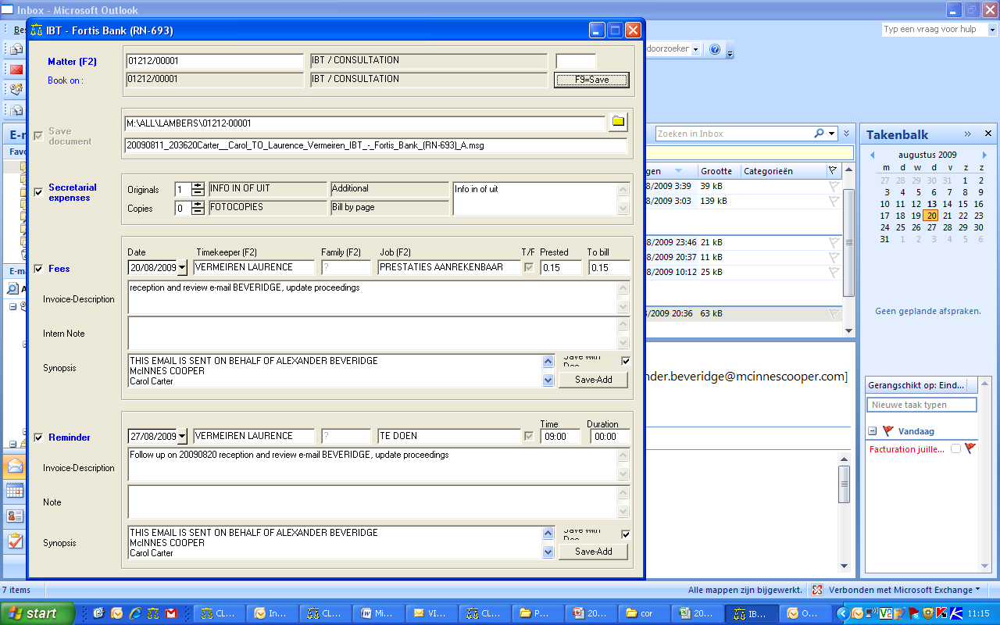 Inbox - Microsoft Outlook
IBT - Fortis Bank (RN-693)
Typ een vraag voor hulp
doorzoeker
Matter (F2)
01212/00001
IBT / CONSULTATION
Book on :
01212/00001
IBT / CONSULTATION
F9=Save
Save document
M:\ALL\LAMBERS\01212-00001
20090811_203620Carter__Carol_TO_Laurence_Vermeiren_IBT_-_Fortis_Bank_(RN-693)_A.msg
Secretarial expenses
Originals
1
INFO IN OF UIT
Additional
Info in of uit
Copies
0
FOTOCOPIES
Bill by page
Date
Timekeeper (F2)
Family (F2)
Job (F2)
T/F
Prested
To bill
Fees
20/08/2009
VERMEIREN LAURENCE
?
PRESTATIES AANREKENBAAR
0.15
0.15
Invoice-Description
reception and review e-mail BEVERIDGE, update proceedings
Intern Note
Synopsis
THIS EMAIL IS SENT ON BEHALF OF ALEXANDER BEVERIDGE
McINNES COOPER
Carol Carter
Save-Add
Time
Duration
Reminder
27/08/2009
VERMEIREN LAURENCE
?
TE DOEN
09:00
00:00
Invoice-Description
Follow up on 20090820 reception and review e-mail BEVERIDGE, update proceedings
Note
Synopsis
THIS EMAIL IS SENT ON BEHALF OF ALEXANDER BEVERIDGE
McINNES COOPER
Carol Carter
Save-Add
Zoeken in Inbox
gen
Grootte
Categorieën
8/2009 3:39
39 kB
8/2009 3:03
139 kB
8/2009 23:46
21 kB
8/2009 20:37
11 kB
8/2009 10:12
25 kB
8/2009 20:36
63 kB
nder.beveridge@mcinnescooper.com]
Takenbalk
augustus 2009
m d w d v z z
27 28 29 30 31 1 2
3 4 5 6 7 8 9
10 11 12 13 14 15 16
17 18 19 20 21 22 23
24 25 26 27 28 29 30
31 1 2 3 4 5 6
Geen geplande afspraken.
Gerangschikt op: Eind...
Nieuwe taak typen
Vandaag
Facturation juille...
7 items
Alle mappen zijn bijgewerkt.
Verbonden met Microsoft Exchange
start
CL...
In...
CL...
Mi...
VI...
CL...
P...
20...
cor
20...
IB...
O...
11:15